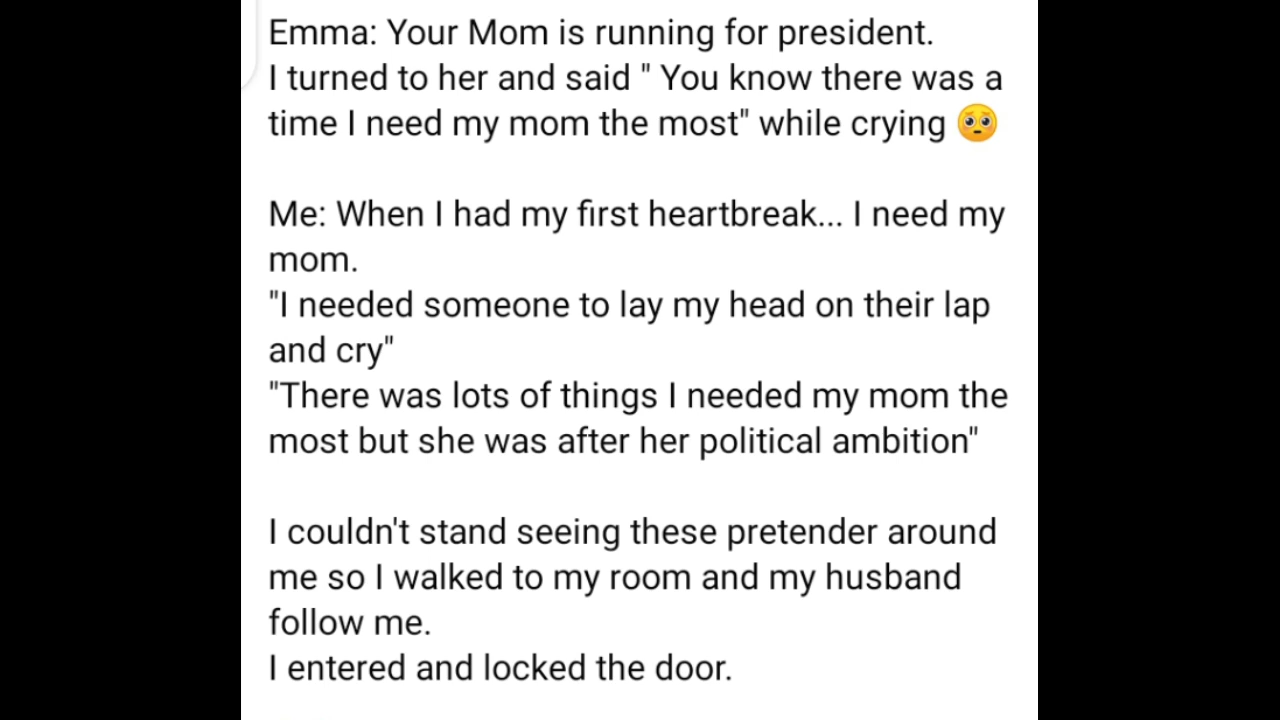 Emma: Your Mom is running for president.
I turned to her and said " You know there was a
time I need my mom the most" while crying 🥺
Me: When I had my first heartbreak... I need my
mom.
"I needed someone to lay my head on their lap
and cry"
"There was lots of things I needed my mom the
most but she was after her political ambition"
I couldn't stand seeing these pretender around
me so I walked to my room and my husband
follow me.
I entered and locked the door.